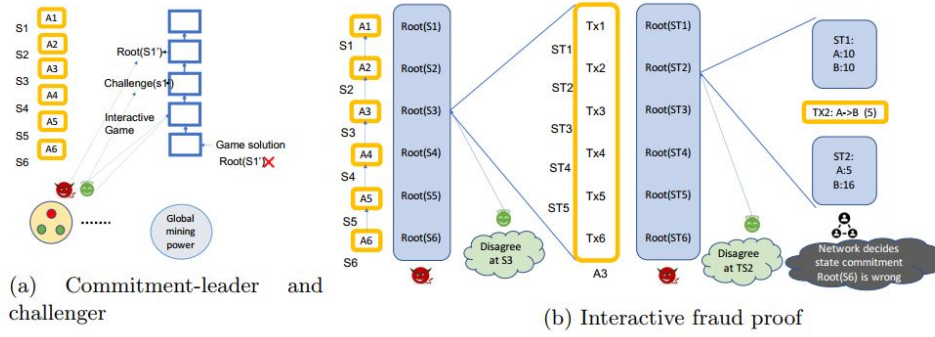 S1
A1
S2
A2
S3
A3
S4
A4
S5
A5
S6
A6
Root(S1')
Challenge(s1')
Interactive
Game
Game solution
Root(S1')
.......
Global
mining
power
(a) Commitment-leader and
challenger
A1
S1
A2
S2
A3
S3
A4
S4
A5
S5
A6
S6
Root(S1)
Root(S2)
Root(S3)
Root(S4)
Root(S5)
Root(S6)
Disagree
at S3
Tx1
ST1
Tx2
ST2
Tx3
ST3
Tx4
ST4
Tx5
ST5
Tx6
A3
Root(ST1)
Root(ST2)
Root(ST3)
Root(ST4)
Root(ST5)
Root(ST6)
Disagree
at TS2
ST1:
A:10
B:10
TX2: A->B (5)
ST2:
A:5
B:16
Network decides
state commitment
Root(S6) is wrong
(b) Interactive fraud proof